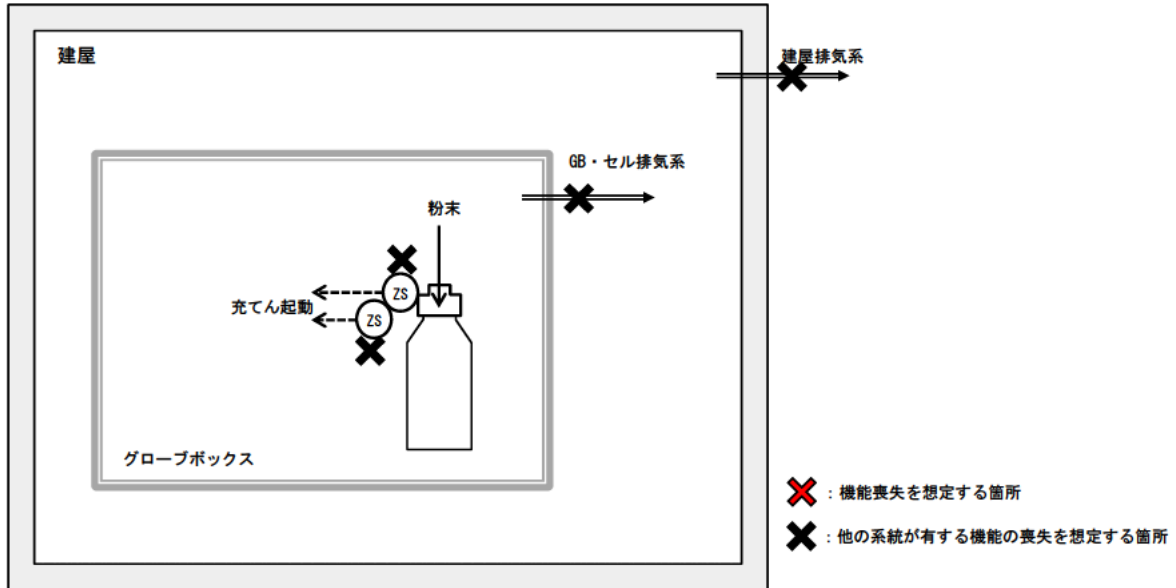 建屋
建屋排気系
GB・セル排気系
粉末
ZS
充てん起動
ZS
グローブボックス
：機能喪失を想定する箇所
：他の系統が有する機能の喪失を想定する箇所